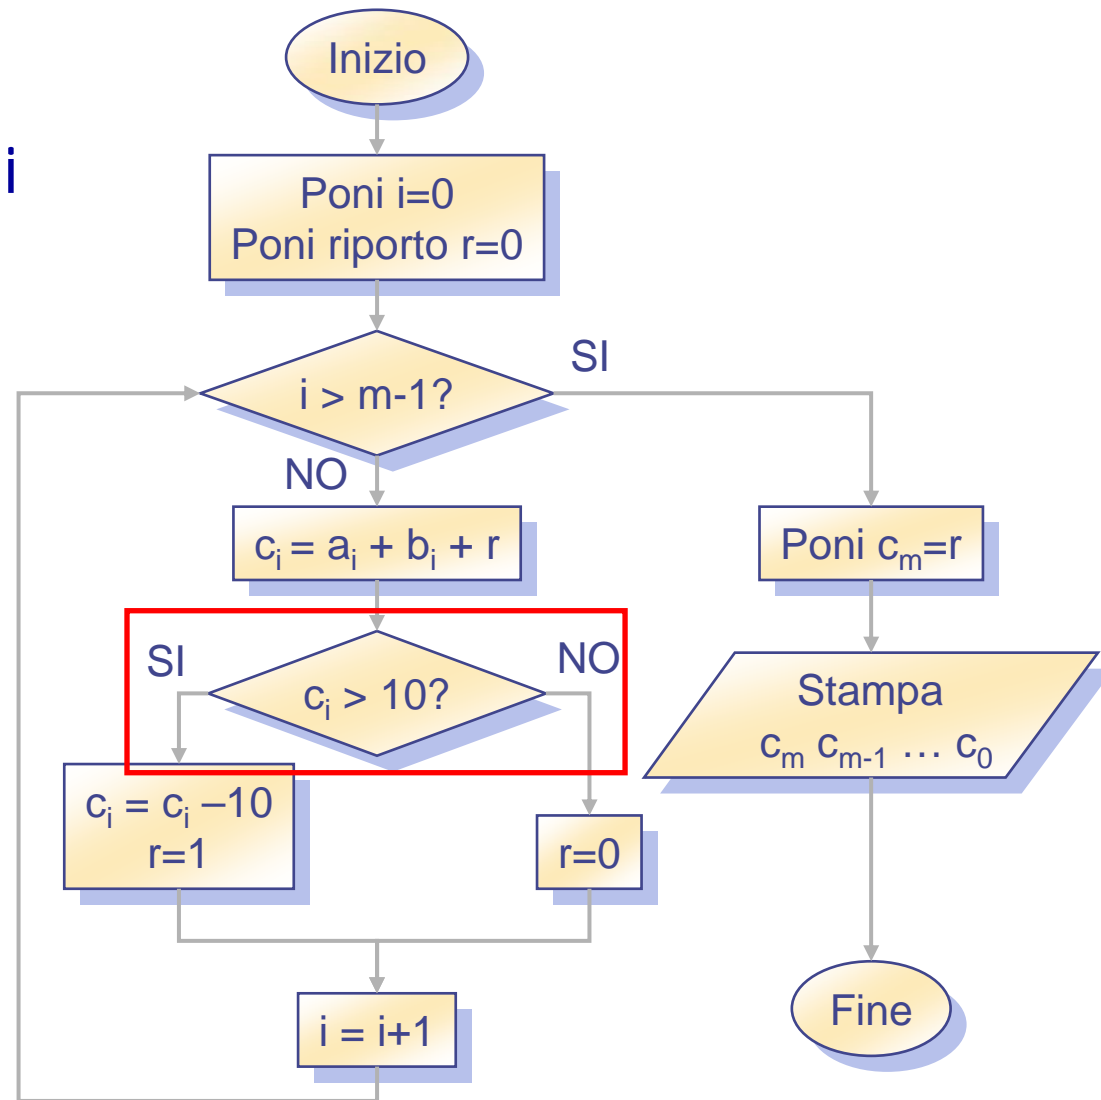 Inizio
i
Poni i=0
Poni riporto r=0
SI
i > m-1?
NO
cᵢ = aᵢ + bᵢ + r
Poni cₘ=r
SI
NO
cᵢ > 10?
Stampa
cₘ cₘ₋₁ … c₀
cᵢ = cᵢ –10
r=1
r=0
i = i+1
Fine